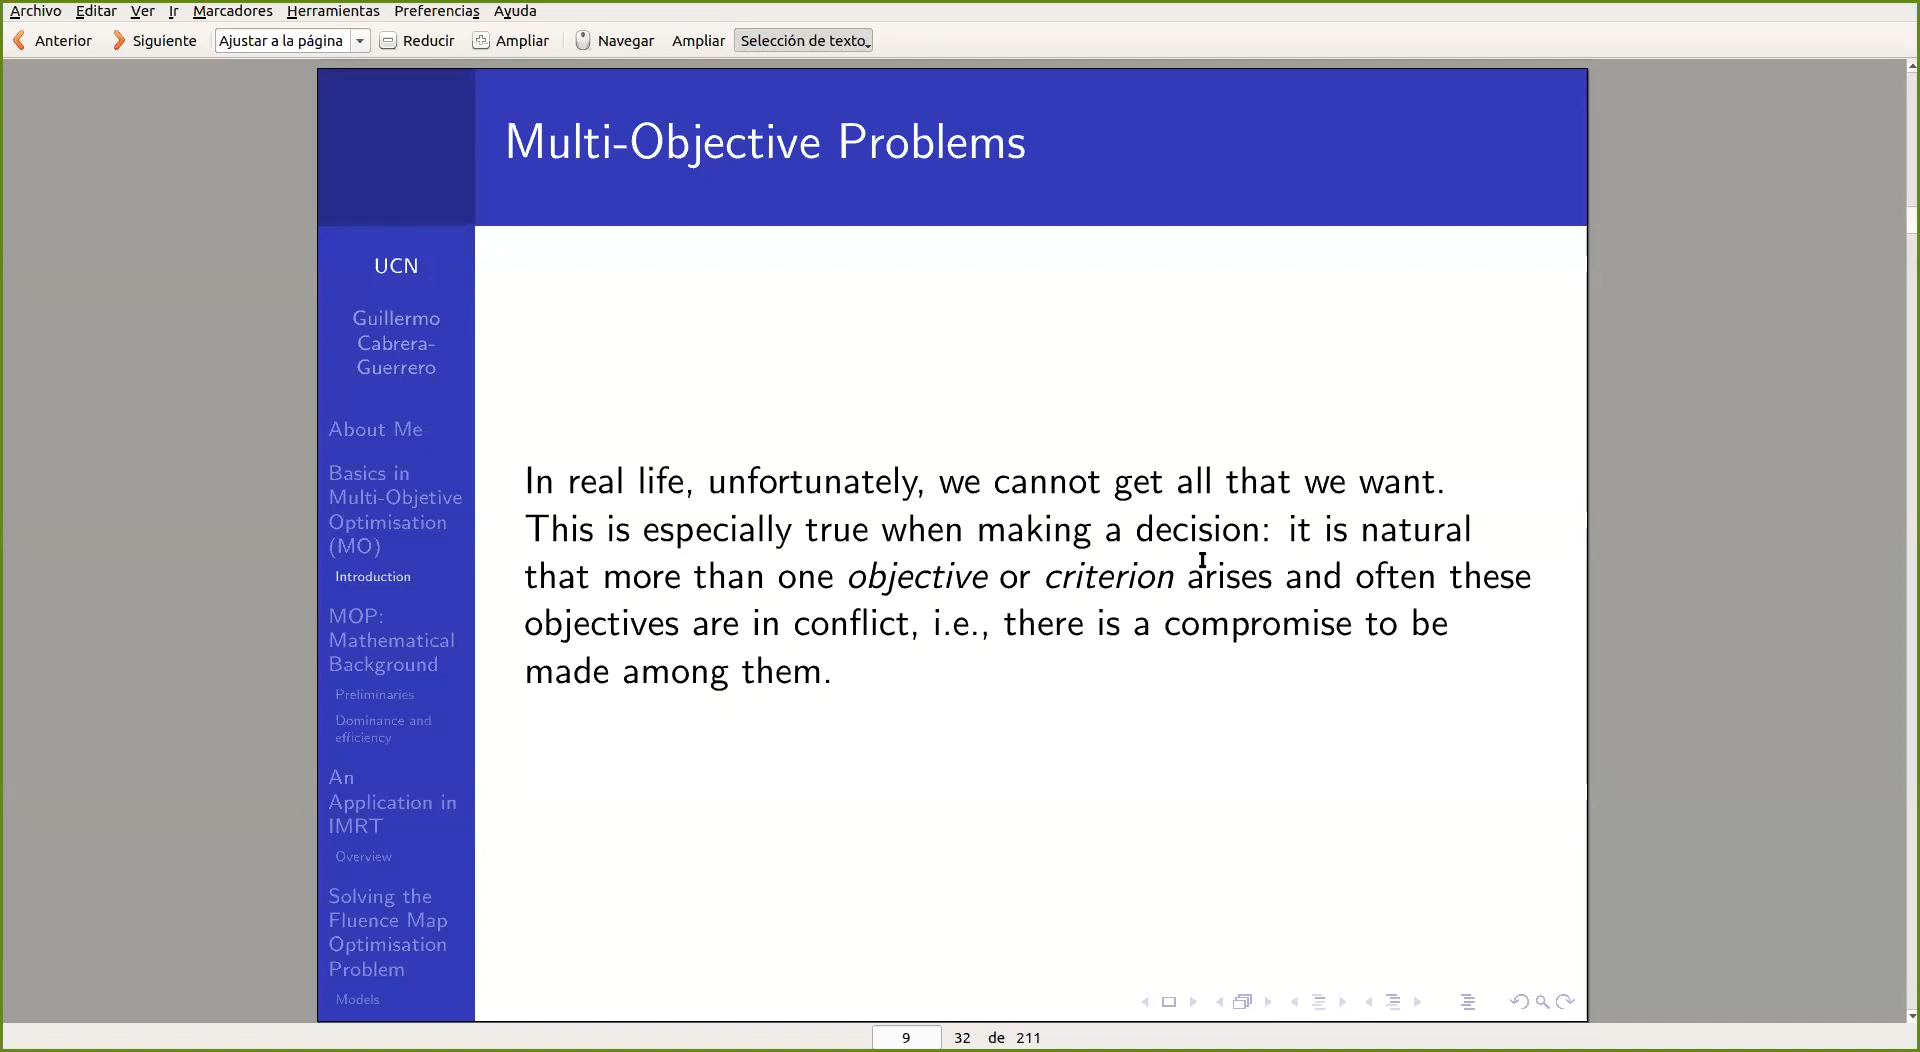 Archivo Editar Ver Ir Marcadores Herramientas Preferencias Ayuda
Anterior Siguiente Ajustar a la página Reducir Ampliar Navegar Ampliar Selección de texto
Multi-Objective Problems
UCN
Guillermo
Cabrera-
Guerrero
About Me
Basics in
Multi-Objetive
Optimisation
(MO)
Introduction
MOP:
Mathematical
Background
Preliminaries
Dominance and
efficiency
An
Application in
IMRT
Overview
Solving the
Fluence Map
Optimisation
Problem
Models
In real life, unfortunately, we cannot get all that we want.
This is especially true when making a decision: it is natural
that more than one objective or criterion arises and often these
objectives are in conflict, i.e., there is a compromise to be
made among them.
9 32 de 211